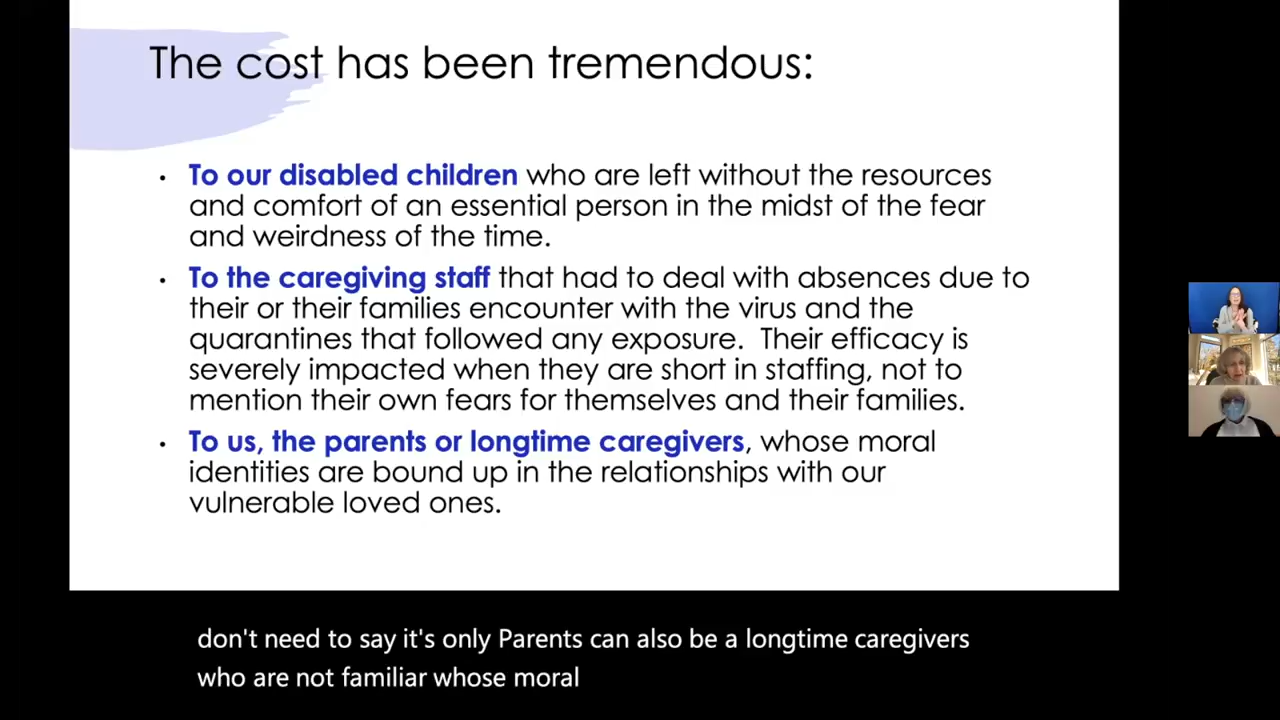 The cost has been tremendous:
• To our disabled children who are left without the resources
and comfort of an essential person in the midst of the fear
and weirdness of the time.
• To the caregiving staff that had to deal with absences due to
their or their families encounter with the virus and the
quarantines that followed any exposure.  Their efficacy is
severely impacted when they are short in staffing, not to
mention their own fears for themselves and their families.
• To us, the parents or longtime caregivers, whose moral
identities are bound up in the relationships with our
vulnerable loved ones.
don't need to say it's only Parents can also be a longtime caregivers
who are not familiar whose moral